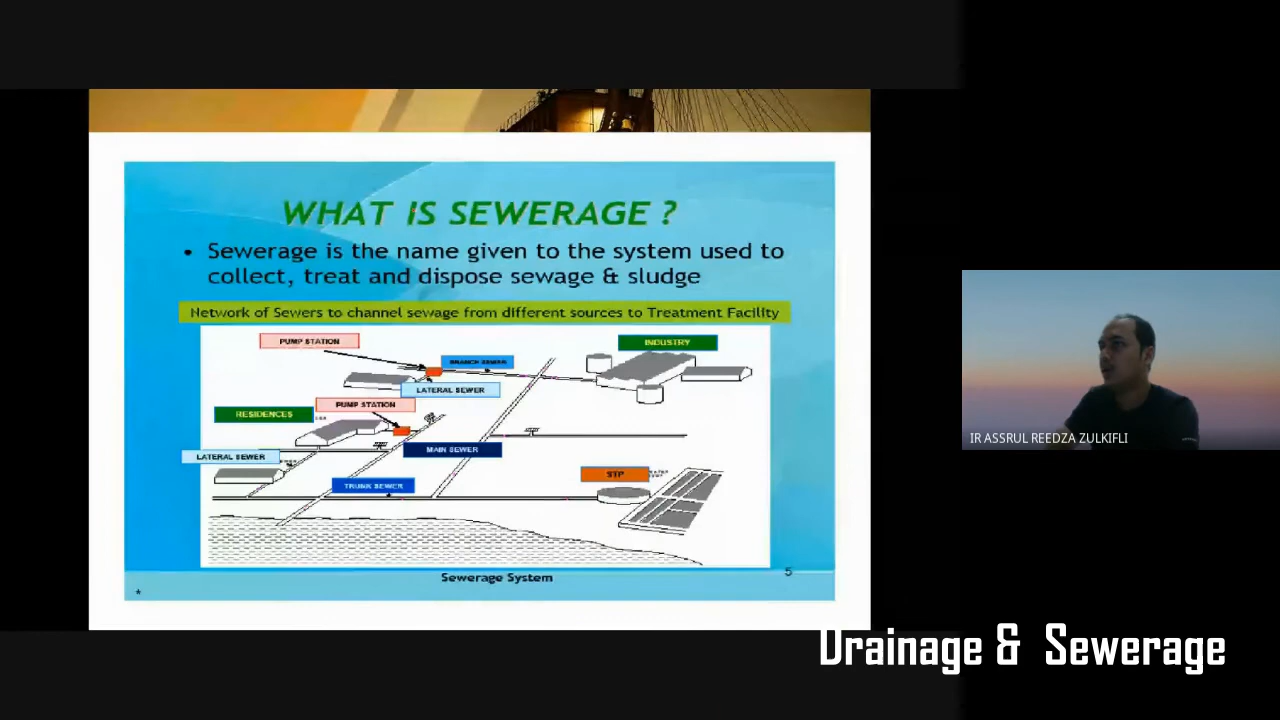 WHAT IS SEWERAGE ?
• Sewerage is the name given to the system used to
collect, treat and dispose sewage & sludge
Network of Sewers to channel sewage from different sources to Treatment Facility
PUMP STATION
INDUSTRY
BRANCH SEWER
LATERAL SEWER
PUMP STATION
RESIDENCES
MAIN SEWER
LATERAL SEWER
STP
TRUNK SEWER
5
Sewerage System
*
IR ASSRUL REEDZA ZULKIFLI
Drainage & Sewerage